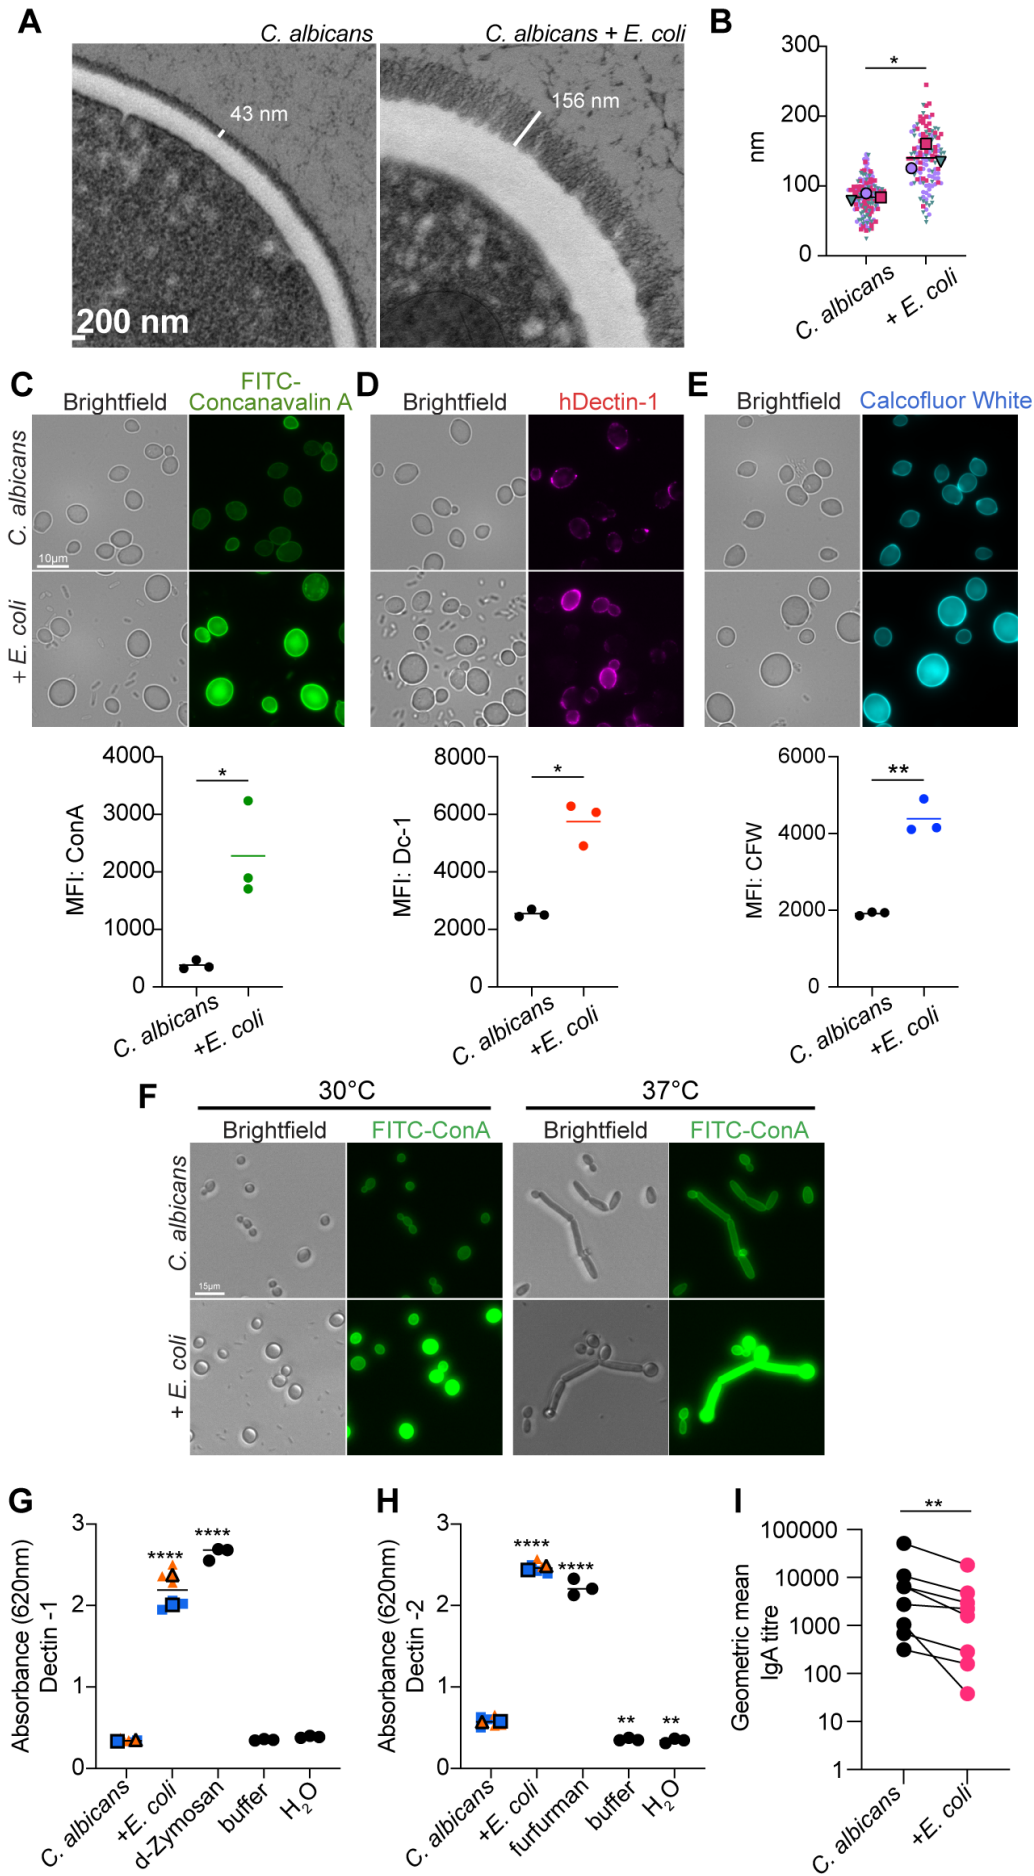 A
C. albicans
C. albicans + E. coli
43 nm
156 nm
200 nm
B
300
200
100
0
nm
*
C. albicans
+ E. coli
C
Brightfield
FITC-
Concanavalin A
D
Brightfield
hDectin-1
E
Brightfield
Calcofluor White
C. albicans
10µm
+ E. coli
4000
3000
2000
1000
0
MFI: ConA
*
C. albicans
+E. coli
8000
6000
4000
2000
0
MFI: Dc-1
*
C. albicans
+E. coli
6000
4000
2000
0
MFI: CFW
**
C. albicans
+E. coli
F
30°C
37°C
Brightfield
FITC-ConA
Brightfield
FITC-ConA
C. albicans
15µm
+ E. coli
G
3
2
1
0
Absorbance (620nm)
Dectin -1
****
****
C. albicans
+E. coli
d-Zymosan
buffer
H2O
H
3
2
1
0
Absorbance (620nm)
Dectin -2
****
****
**
**
C. albicans
+E. coli
furfurman
buffer
H2O
I
**
100000
10000
1000
100
10
1
Geometric mean
IgA titre
C. albicans
+E. coli